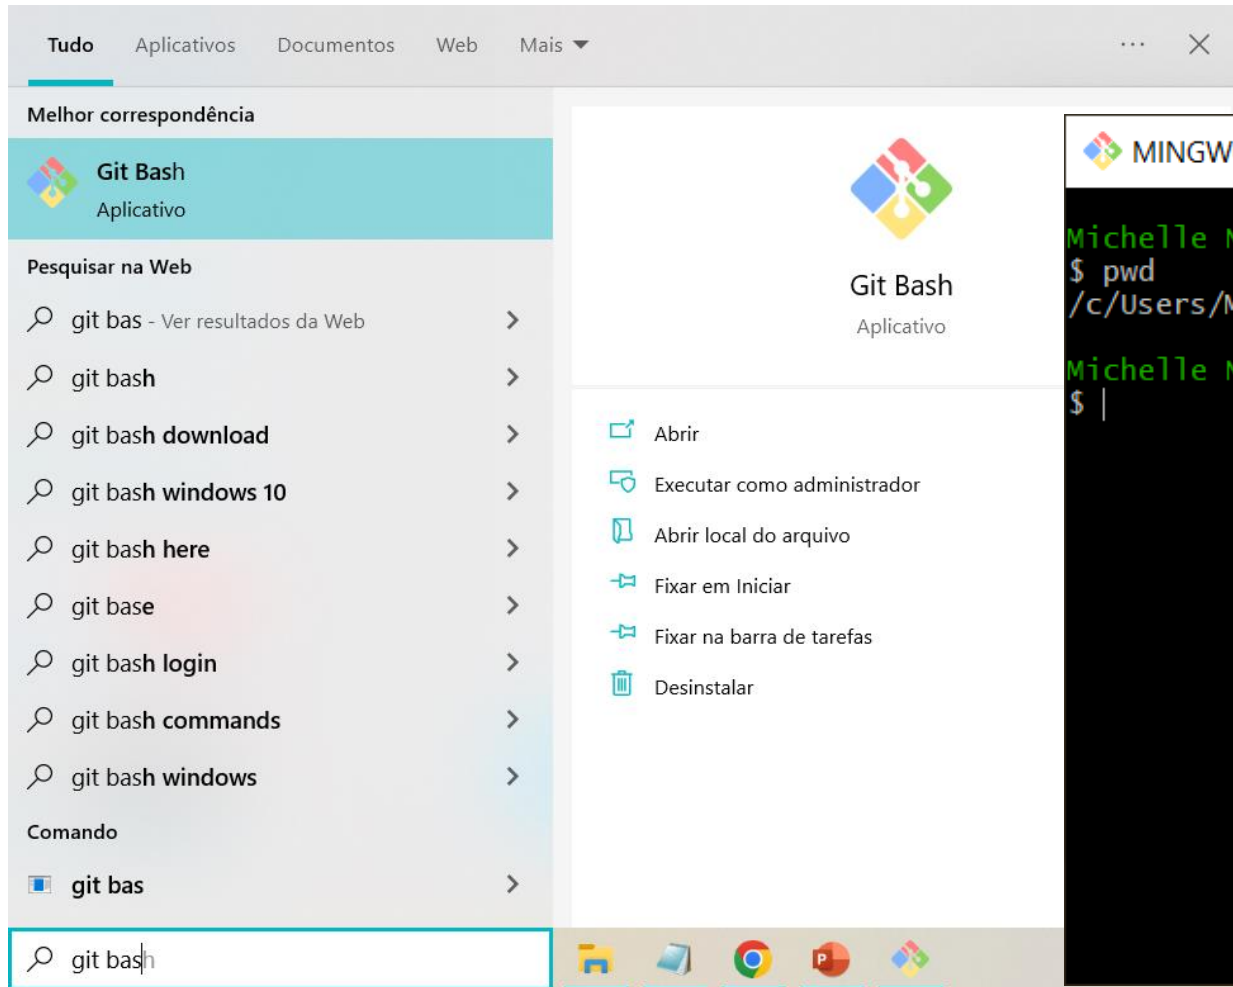 Tudo Aplicativos Documentos Web Mais
Melhor correspondência
Git Bash
Aplicativo
Pesquisar na Web
git bas - Ver resultados da Web
git bash
git bash download
git bash windows 10
git bash here
git base
git bash login
git bash commands
git bash windows
Comando
git bas
git bash
Git Bash
Aplicativo
Abrir
Executar como administrador
Abrir local do arquivo
Fixar em Iniciar
Fixar na barra de tarefas
Desinstalar
P
MINGW
Michelle
$ pwd
/c/Users/
Michelle
$